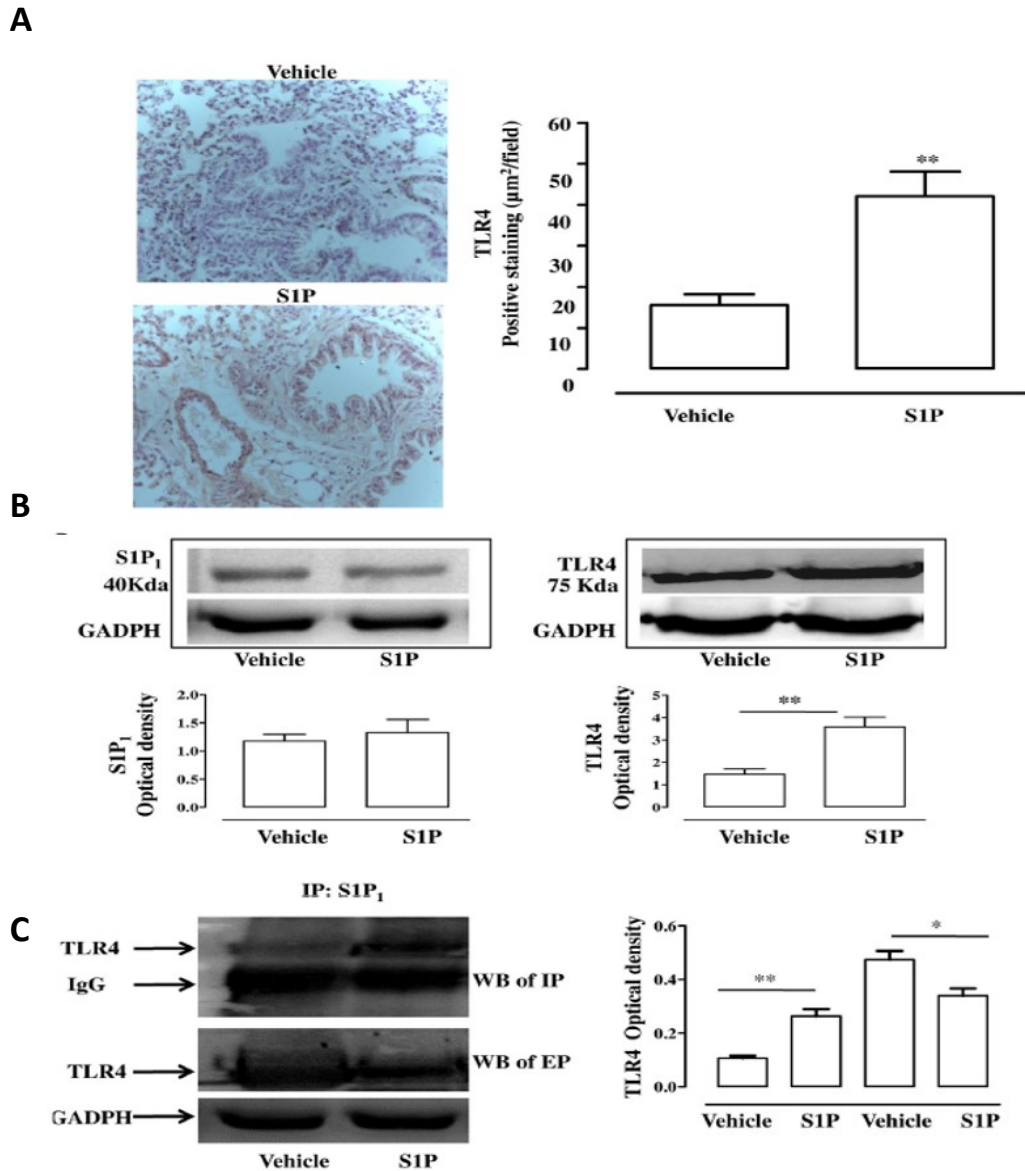 A
Vehicle
S1P
TLR4
Positive staining (µm²/field)
60
50
40
30
20
10
0
**
Vehicle S1P
B
S1P₁
40Kda
GADPH
Vehicle S1P
TLR4
75 Kda
GADPH
Vehicle S1P
S1P₁
Optical density
2.0
1.5
1.0
0.5
0.0
Vehicle S1P
TLR4
Optical density
5
4
3
2
1
0
**
Vehicle S1P
C
IP: S1P₁
TLR4
IgG
WB of IP
TLR4
WB of EP
GADPH
Vehicle S1P
TLR4 Optical density
0.6
0.4
0.2
0.0
**
*
Vehicle S1P Vehicle S1P